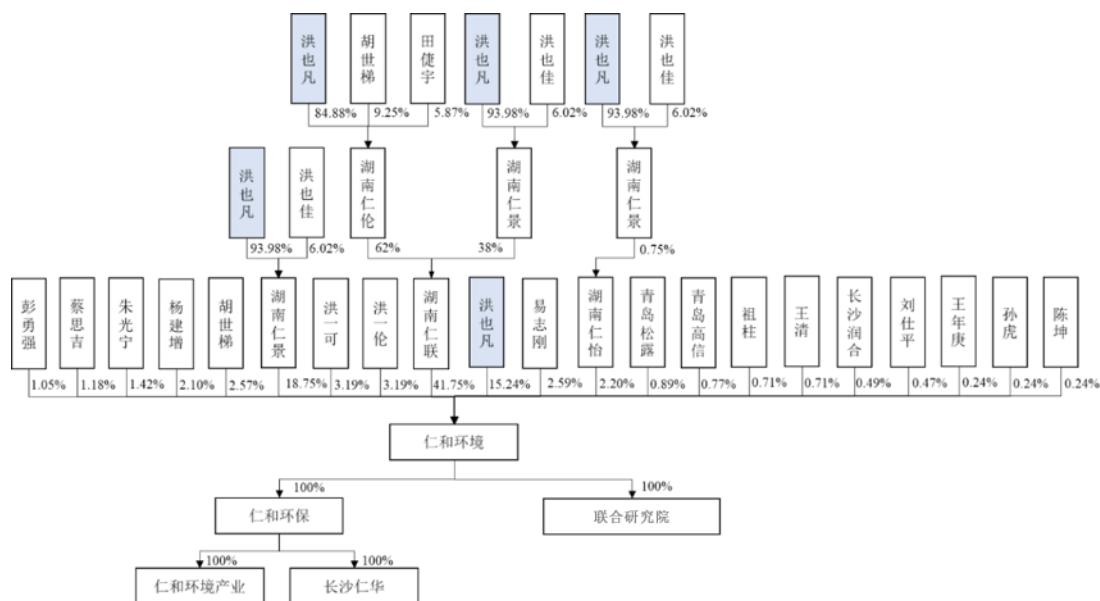 洪也凡
胡世梯
田倢宇
洪也凡
洪也佳
洪也凡
洪也佳
84.88%
9.25%
5.87%
93.98%
6.02%
93.98%
6.02%
洪也凡
洪也佳
湖南仁伦
湖南仁景
湖南仁景
93.98%
6.02%
62%
38%
0.75%
彭勇强
蔡思吉
朱光宁
杨建增
胡世梯
湖南仁景
洪一可
洪一伦
湖南仁联
洪也凡
易志刚
湖南仁怡
青岛松露
青岛高信
祖柱
王清
长沙润合
刘仕平
王年庚
孙虎
陈坤
1.05%
1.18%
1.42%
2.10%
2.57%
18.75%
3.19%
3.19%
41.75%
15.24%
2.59%
2.20%
0.89%
0.77%
0.71%
0.71%
0.49%
0.47%
0.24%
0.24%
0.24%
仁和环境
100%
100%
仁和环保
联合研究院
100%
100%
仁和环境产业
长沙仁华